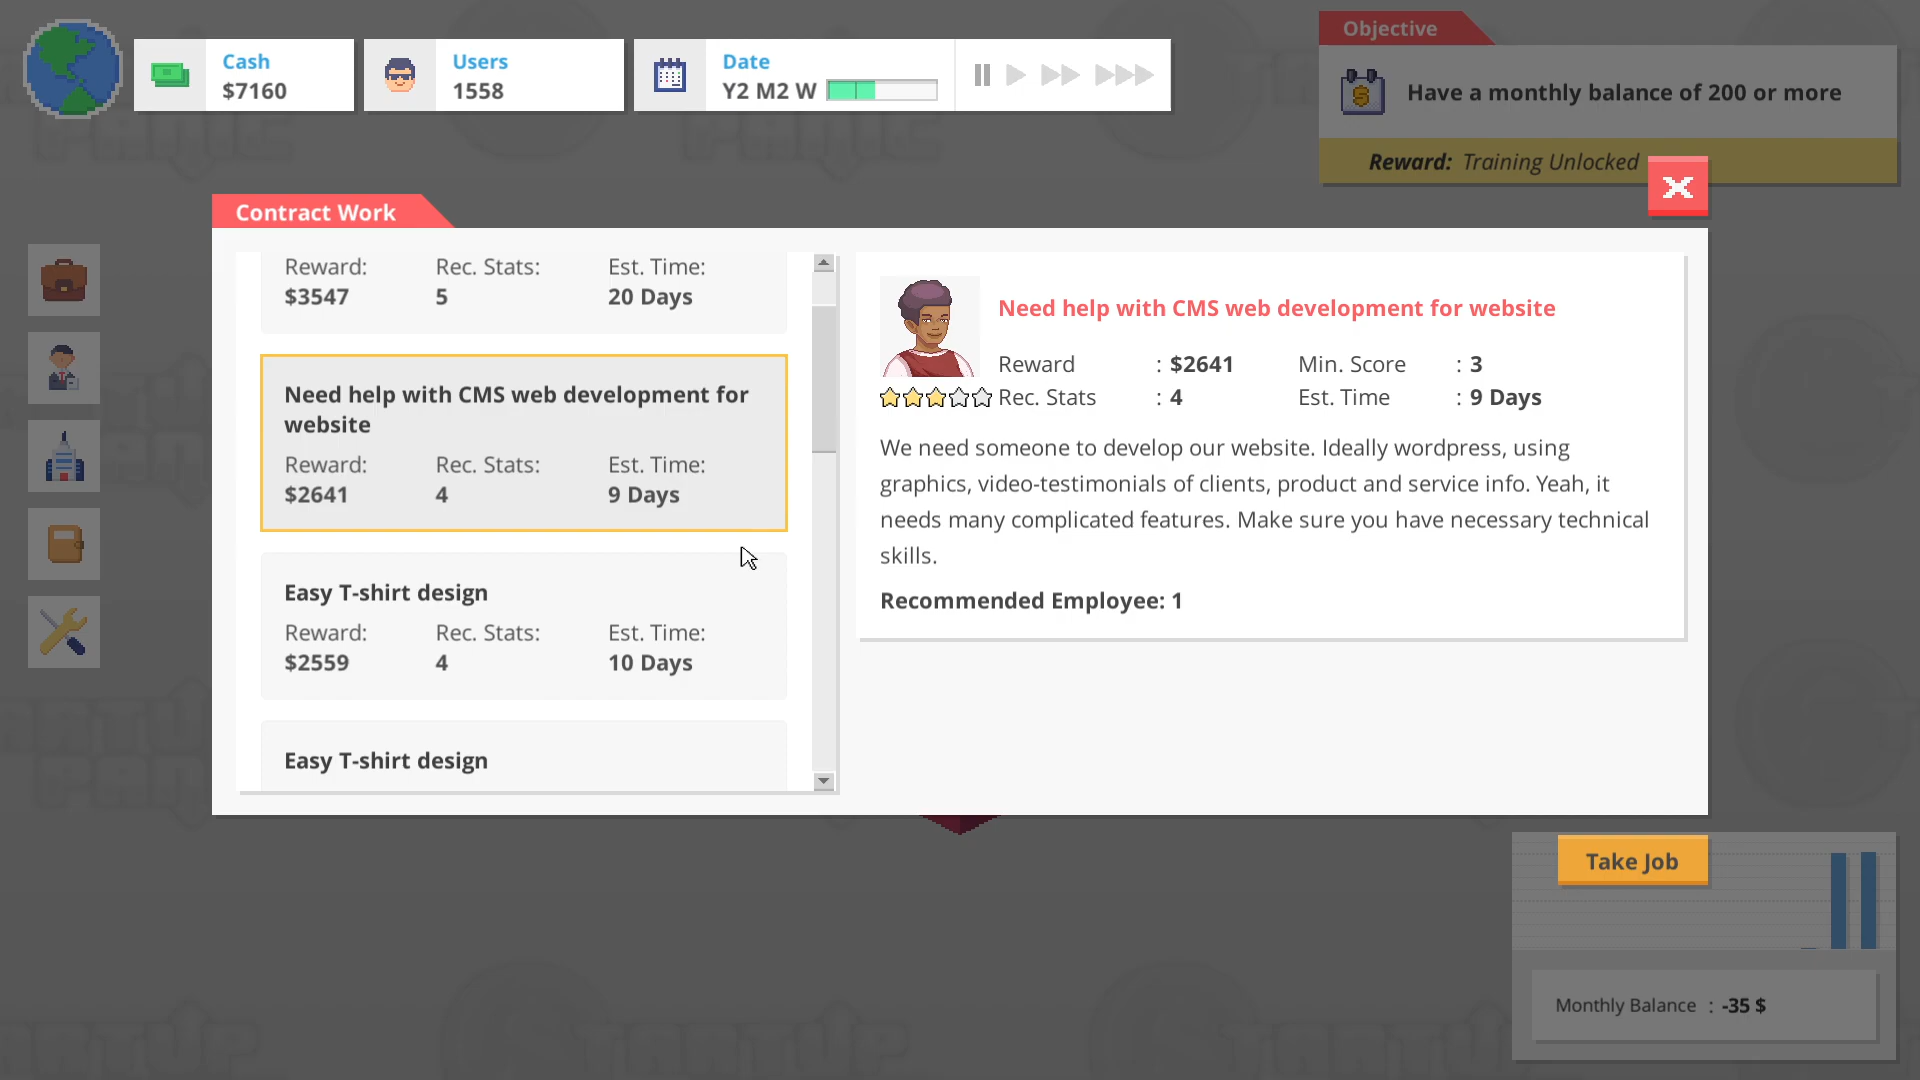 Cash
$7160
Users
1558
Date
Y2 M2 W
Objective
Have a monthly balance of 200 or more
Reward: Training Unlocked
Contract Work
Reward: Rec. Stats: Est. Time:
$3547 5 20 Days
Need help with CMS web development for
website
Reward: Rec. Stats: Est. Time:
$2641 4 9 Days
Easy T-shirt design
Reward: Rec. Stats: Est. Time:
$2559 4 10 Days
Easy T-shirt design
Need help with CMS web development for website
Reward : $2641 Min. Score : 3
Rec. Stats : 4 Est. Time : 9 Days
We need someone to develop our website. Ideally wordpress, using
graphics, video-testimonials of clients, product and service info. Yeah, it
needs many complicated features. Make sure you have necessary technical
skills.
Recommended Employee: 1
Take Job
Monthly Balance : -35 $